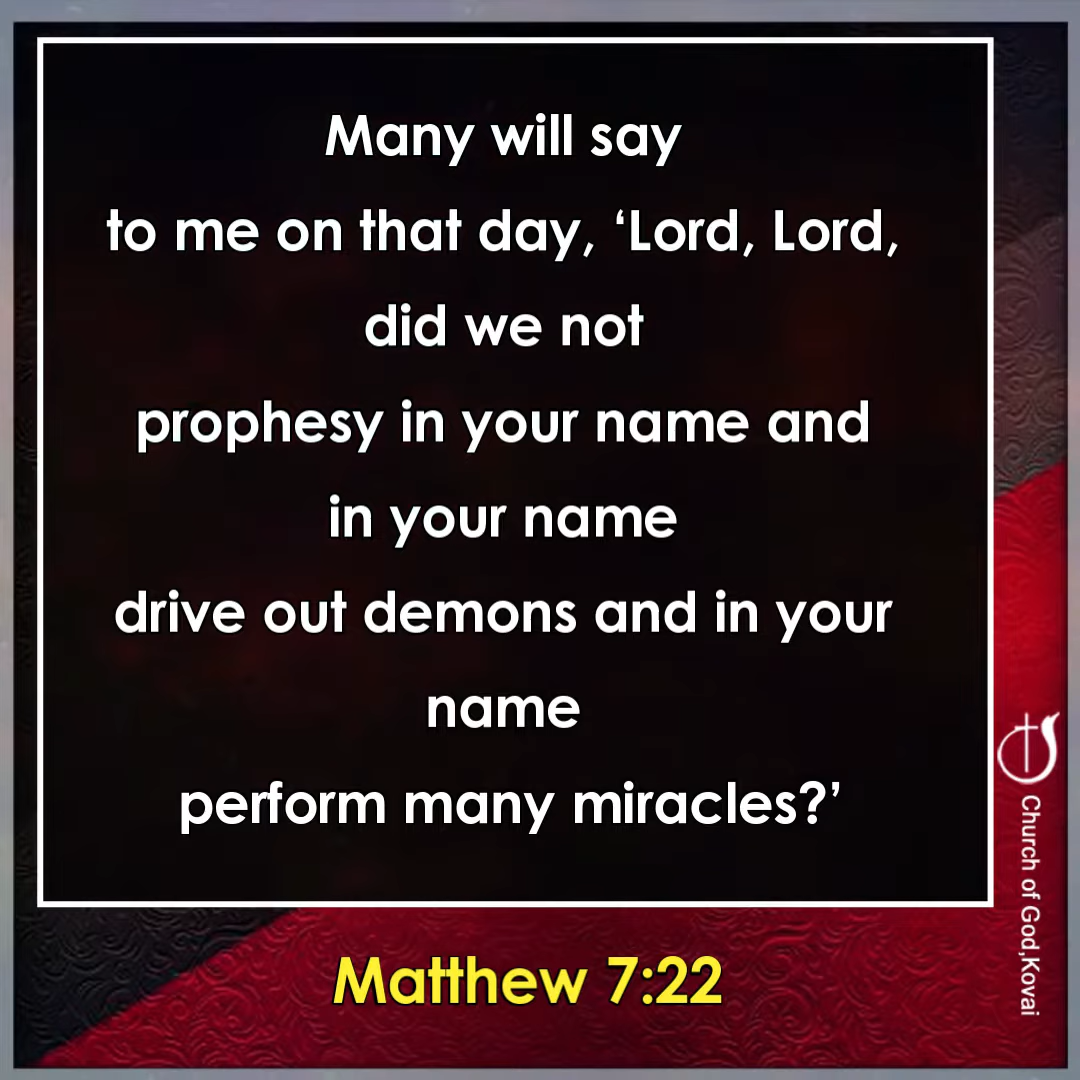 Many will say
to me on that day, ‘Lord, Lord,
did we not
prophesy in your name and
in your name
drive out demons and in your
name
perform many miracles?’
Matthew 7:22
Church of God,Kovai